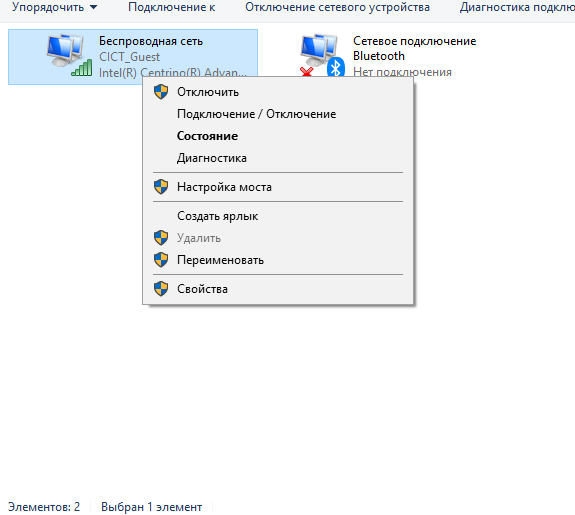 Упорядочить
Подключение к
Отключение сетевого устройства
Диагностика подклю
Беспроводная сеть
CICT_Guest
Intel(R) Centrino(R) Advan...
Сетевое подключение
Bluetooth
Нет подключения
Отключить
Подключение / Отключение
Состояние
Диагностика
Настройка моста
Создать ярлык
Удалить
Переименовать
Свойства
Элементов: 2
Выбран 1 элемент